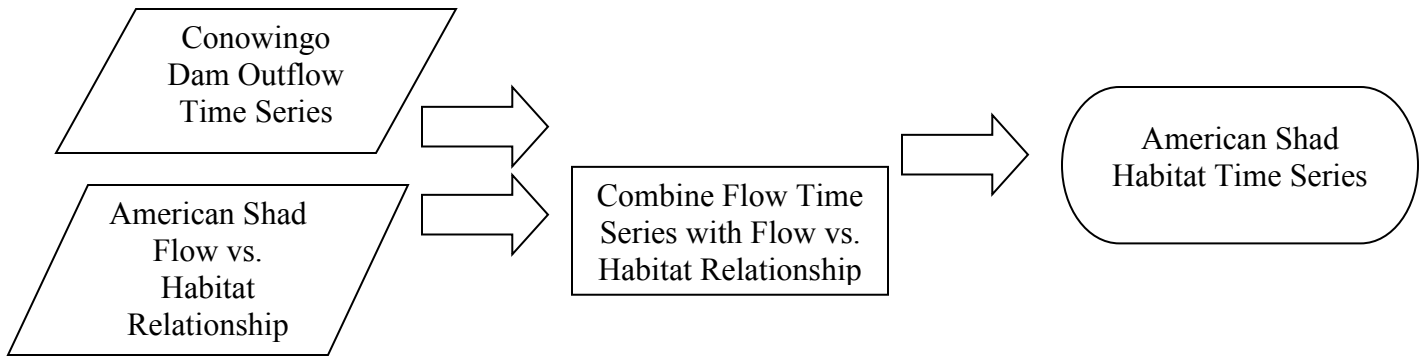 Conowingo
Dam Outflow
Time Series
American Shad
Flow vs.
Habitat
Relationship
Combine Flow Time
Series with Flow vs.
Habitat Relationship
American Shad
Habitat Time Series